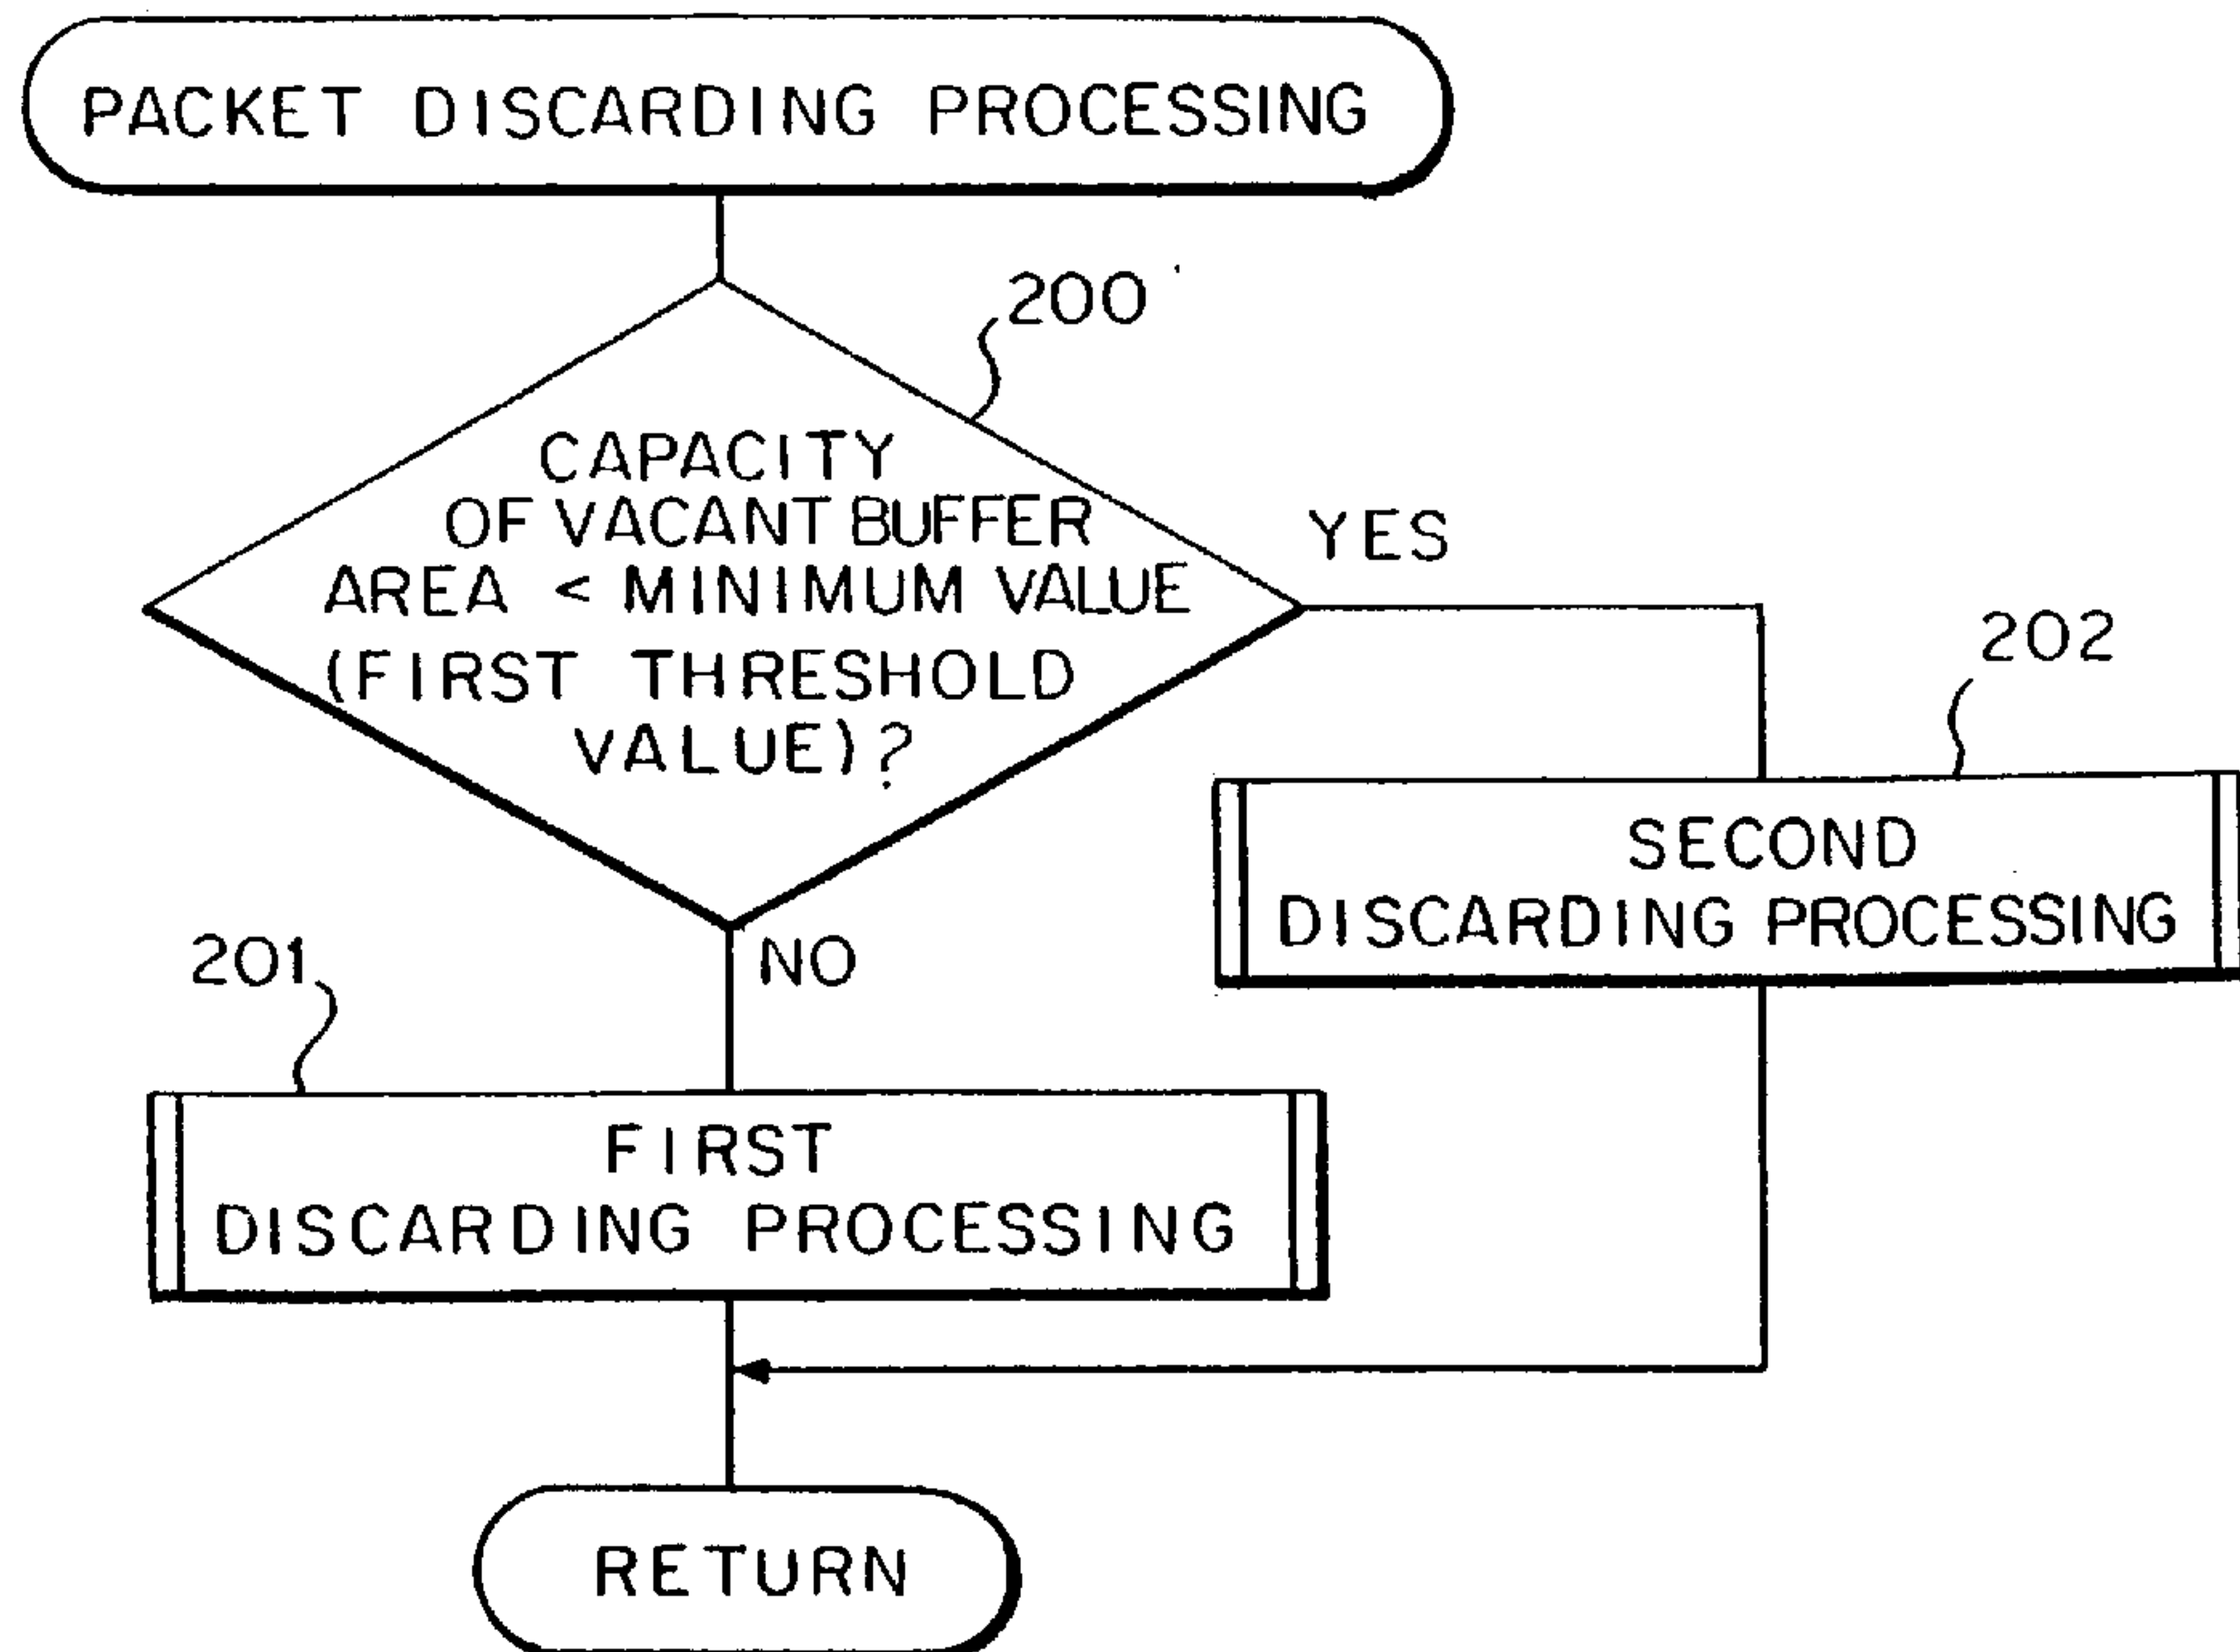 PACKET DISCARDING PROCESSING
200
CAPACITY
OF VACANT BUFFER
AREA < MINIMUM VALUE
(FIRST THRESHOLD
VALUE)?
YES
202
SECOND
DISCARDING PROCESSING
NO
201
FIRST
DISCARDING PROCESSING
RETURN